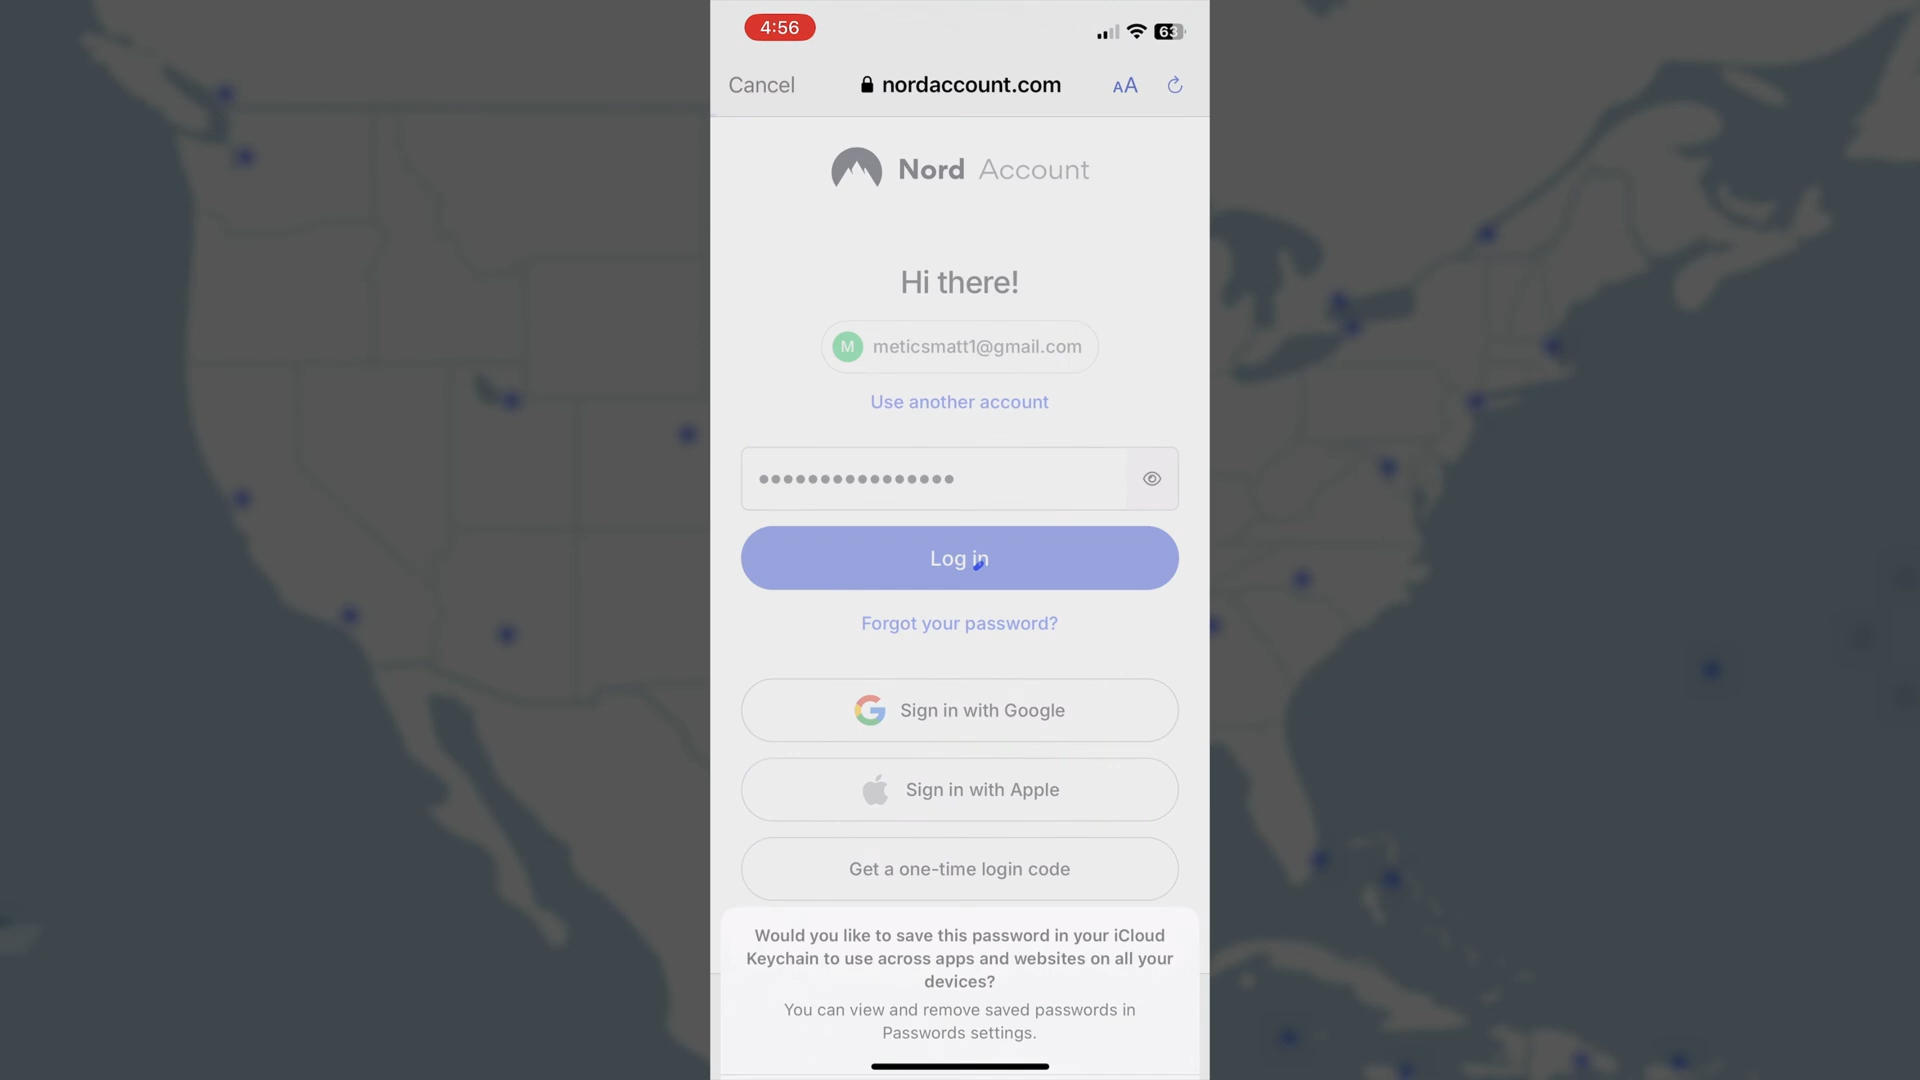 4:56
63
Cancel
nordaccount.com
AA
Nord Account
Hi there!
M
meticsmatt1@gmail.com
Use another account
Log in
Forgot your password?
Sign in with Google
Sign in with Apple
Get a one-time login code
Would you like to save this password in your iCloud
Keychain to use across apps and websites on all your
devices?
You can view and remove saved passwords in
Passwords settings.